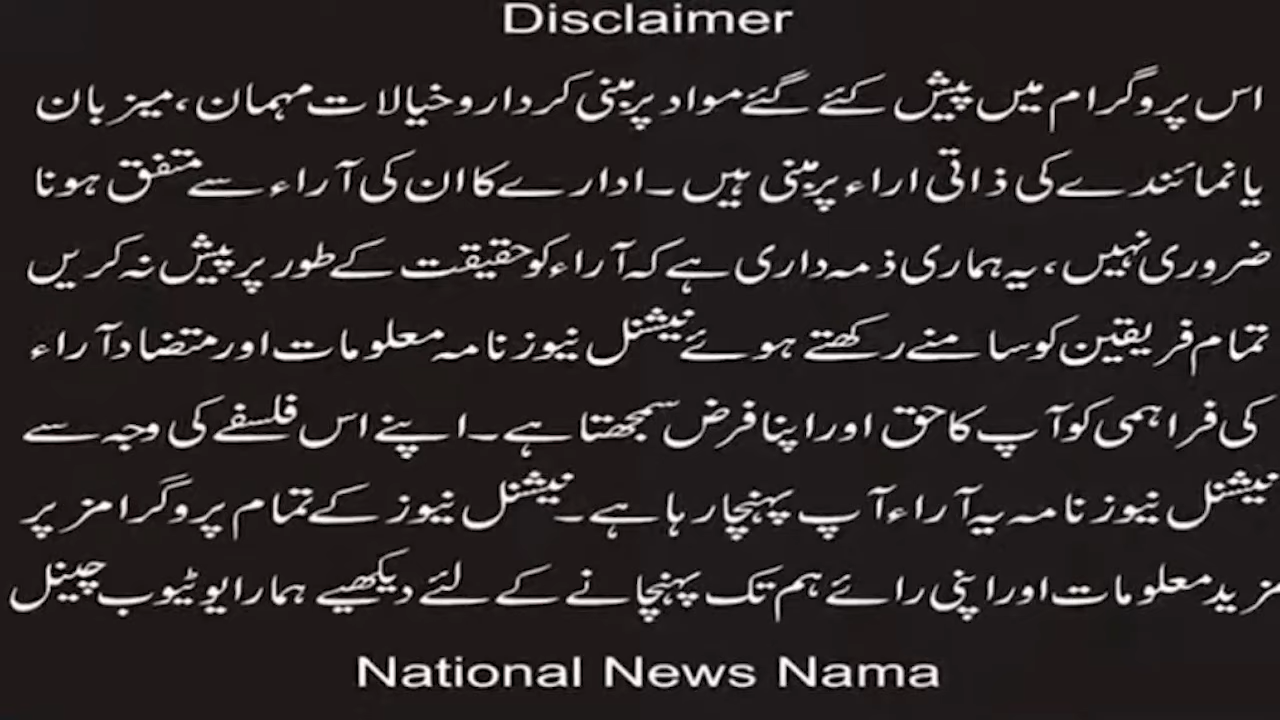 Disclaimer
اس پروگرام میں پیش کئے گئے مواد پر مبنی کردار و خیالات مہمان، میزبان
یا نمائندے کی ذاتی اراء پر مبنی ہیں۔ ادارے کا ان کی آراء سے متفق ہونا
ضروری نہیں، یہ ہماری ذمہ داری ہے کہ آراء کو حقیقت کے طور پر پیش نہ کریں
تمام فریقین کو سامنے رکھتے ہوئے نیشنل نیوز نامہ معلومات اور متضاد آراء
کی فراہمی کو آپ کا حق اور اپنا فرض سمجھتا ہے۔ اپنے اس فلسفے کی وجہ سے
نیشنل نیوز نامہ یہ آراء آپ پہنچا رہا ہے۔ نیشنل نیوز کے تمام پروگرامز پر
مزید معلومات اور اپنی رائے ہم تک پہنچانے کے لئے دیکھیے ہمارا یوٹیوب چینل
National News Nama